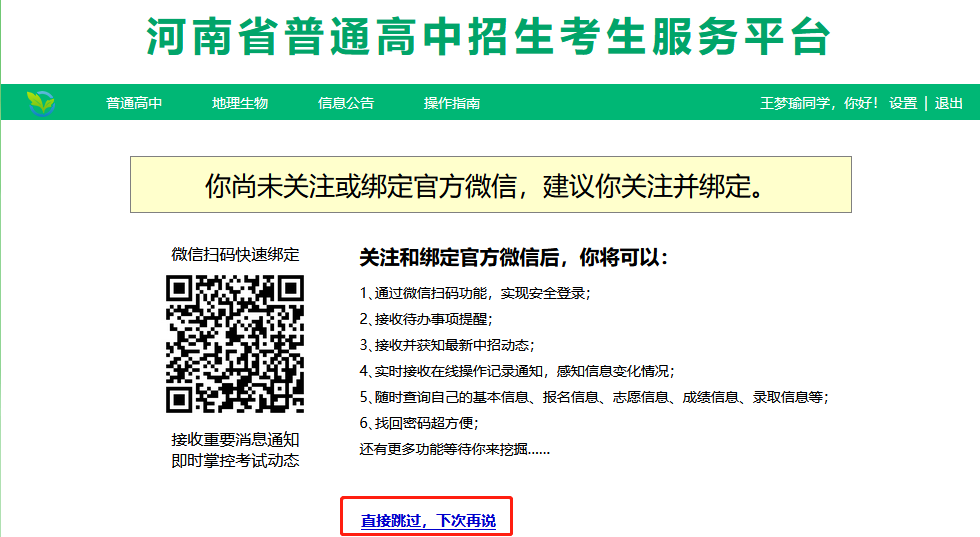 河南省普通高中招生考生服务平台
普通高中 地理生物 信息公告 操作指南 王梦瑜同学，你好！ 设置 | 退出
你尚未关注或绑定官方微信，建议你关注并绑定。
微信扫码快速绑定
关注和绑定官方微信后，你将可以：
1、通过微信扫码功能，实现安全登录；
2、接收待办事项提醒；
3、接收并获知最新中招动态；
4、实时接收在线操作记录通知，感知信息变化情况；
5、随时查询自己的基本信息、报名信息、志愿信息、成绩信息、录取信息等；
6、找回密码超方便；
还有更多功能等待你来挖掘......
接收重要消息通知
即时掌控考试动态
直接跳过，下次再说